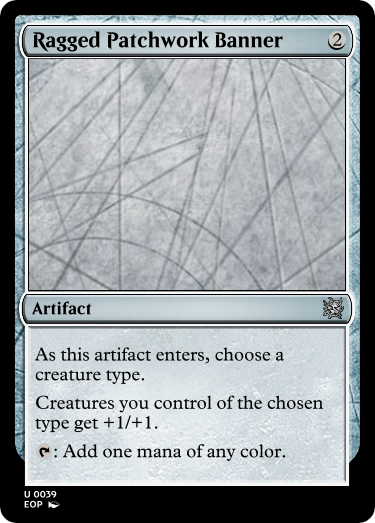 Ragged Patchwork Banner 2
Artifact
As this artifact enters, choose a
creature type.
Creatures you control of the chosen
type get +1/+1.
: Add one mana of any color.
U 0039
EOP